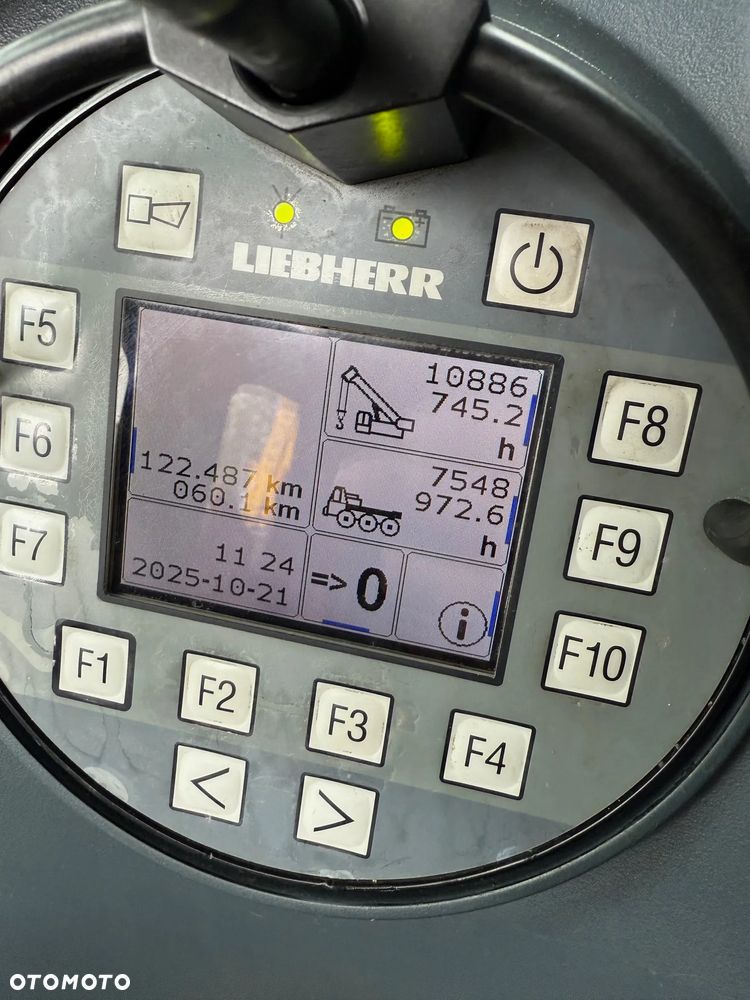 LIEBHERR
F5
F6
F7
10886
745.2
h
122.487 km
060.1 km
7548
972.6
h
11 24
2025-10-21
=> 0
i
F8
F9
F10
F1
F2
F3
F4
<
>
OTOMOTO